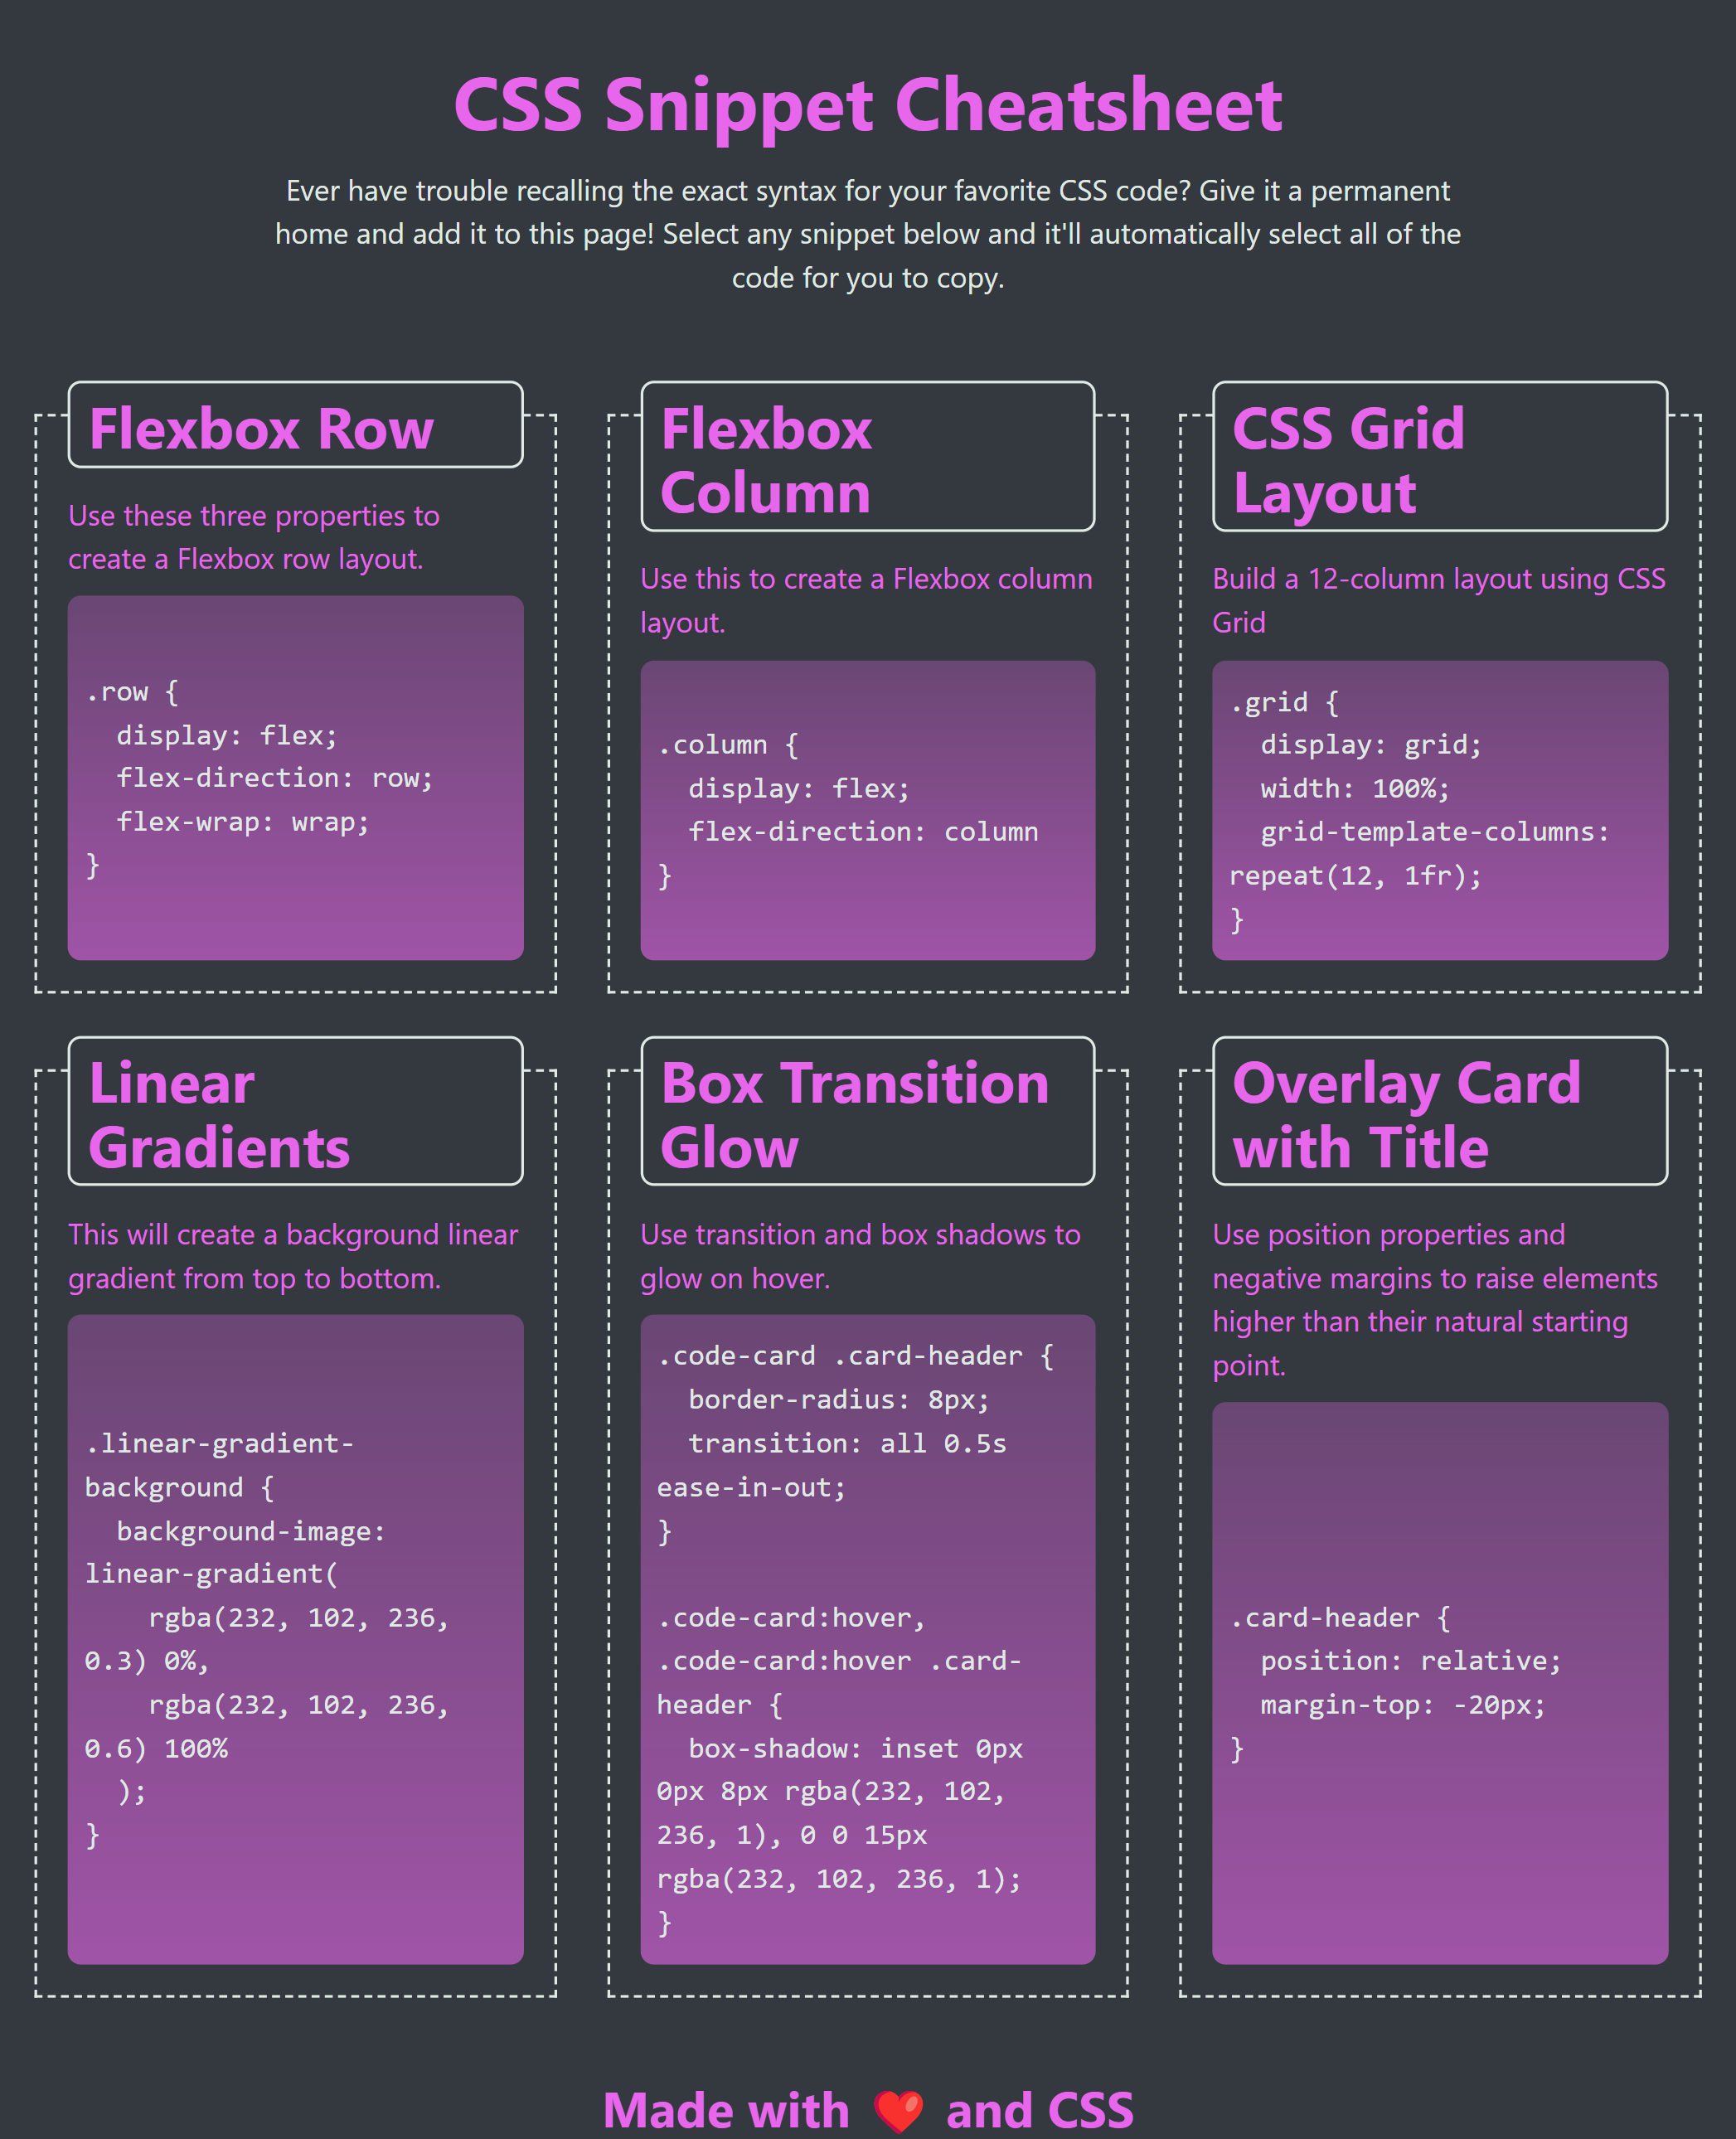 CSS Snippet Cheatsheet
Ever have trouble recalling the exact syntax for your favorite CSS code? Give it a permanent
home and add it to this page! Select any snippet below and it'll automatically select all of the
code for you to copy.
Flexbox Row
Use these three properties to
create a Flexbox row layout.
.row {
  display: flex;
  flex-direction: row;
  flex-wrap: wrap;
}
Flexbox
Column
Use this to create a Flexbox column
layout.
.column {
  display: flex;
  flex-direction: column
}
CSS Grid
Layout
Build a 12-column layout using CSS
Grid
.grid {
  display: grid;
  width: 100%;
  grid-template-columns:
repeat(12, 1fr);
}
Linear
Gradients
This will create a background linear
gradient from top to bottom.
.linear-gradient-
background {
  background-image:
linear-gradient(
    rgba(232, 102, 236,
0.3) 0%,
    rgba(232, 102, 236,
0.6) 100%
  );
}
Box Transition
Glow
Use transition and box shadows to
glow on hover.
.code-card .card-header {
  border-radius: 8px;
  transition: all 0.5s
ease-in-out;
}
.code-card:hover,
.code-card:hover .card-
header {
  box-shadow: inset 0px
0px 8px rgba(232, 102,
236, 1), 0 0 15px
rgba(232, 102, 236, 1);
}
Overlay Card
with Title
Use position properties and
negative margins to raise elements
higher than their natural starting
point.
.card-header {
  position: relative;
  margin-top: -20px;
}
Made with ❤️ and CSS